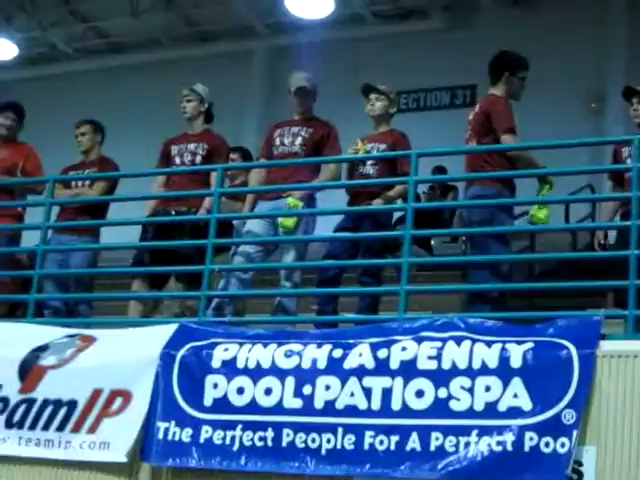 ECTION 31
PINCH·A·PENNY
POOL·PATIO·SPA
®
The Perfect People For A Perfect Poo
eamIP
teamip.com
S